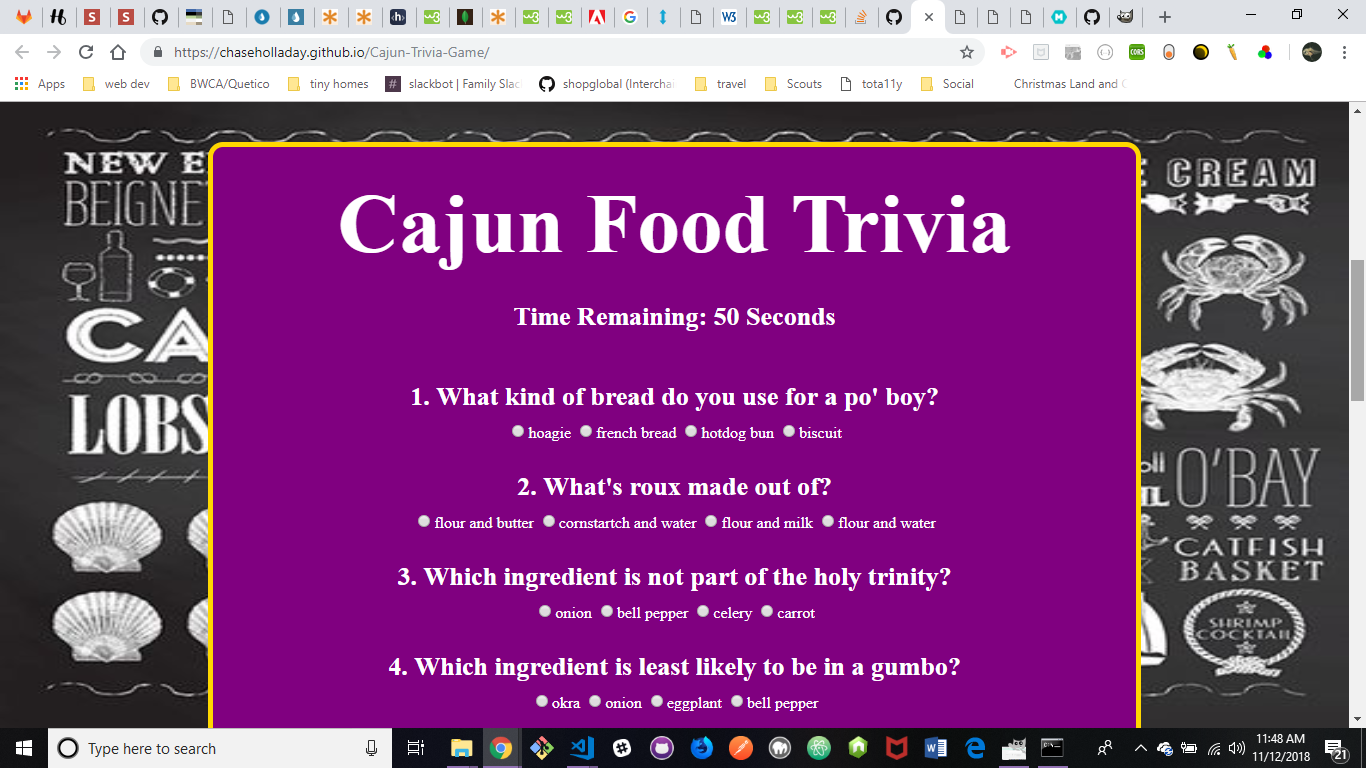 https://chaseholladay.github.io/Cajun-Trivia-Game/
Apps web dev BWCA/Quetico tiny homes slackbot | Family Slac shopglobal (Intercha travel Scouts tota11y Social Christmas Land and C
NEW E
BEIGNE
CA
LOBS
E CREAM
O'BAY
CATFISH
BASKET
SHRIMP
COCKTAIL
Cajun Food Trivia
Time Remaining: 50 Seconds
1. What kind of bread do you use for a po' boy?
hoagie french bread hotdog bun biscuit
2. What's roux made out of?
flour and butter cornstartch and water flour and milk flour and water
3. Which ingredient is not part of the holy trinity?
onion bell pepper celery carrot
4. Which ingredient is least likely to be in a gumbo?
okra onion eggplant bell pepper
Type here to search
11:48 AM
11/12/2018
21